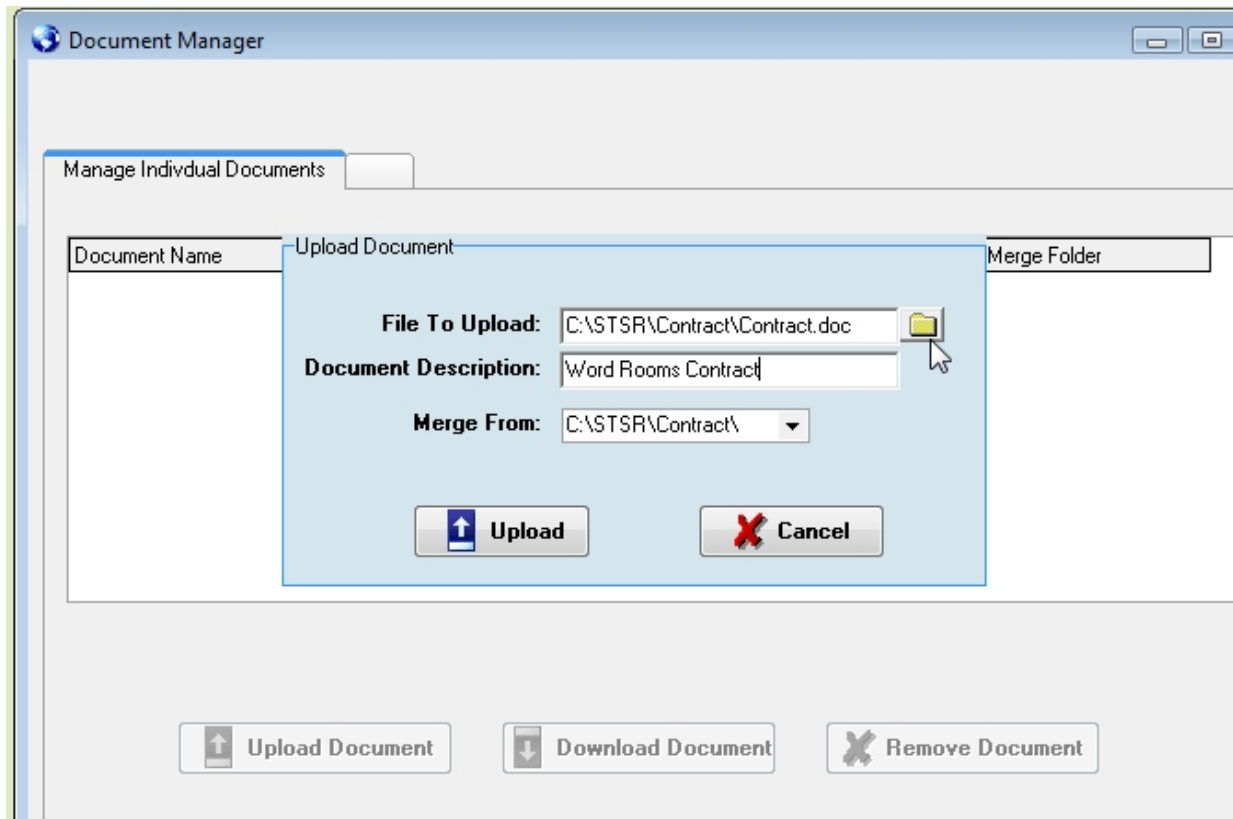 Document Manager
Manage Indivdual Documents
Document Name
Merge Folder
Upload Document
File To Upload: C:\STSR\Contract\Contract.doc
Document Description: Word Rooms Contract
Merge From: C:\STSR\Contract\
Upload Cancel
Upload Document Download Document Remove Document